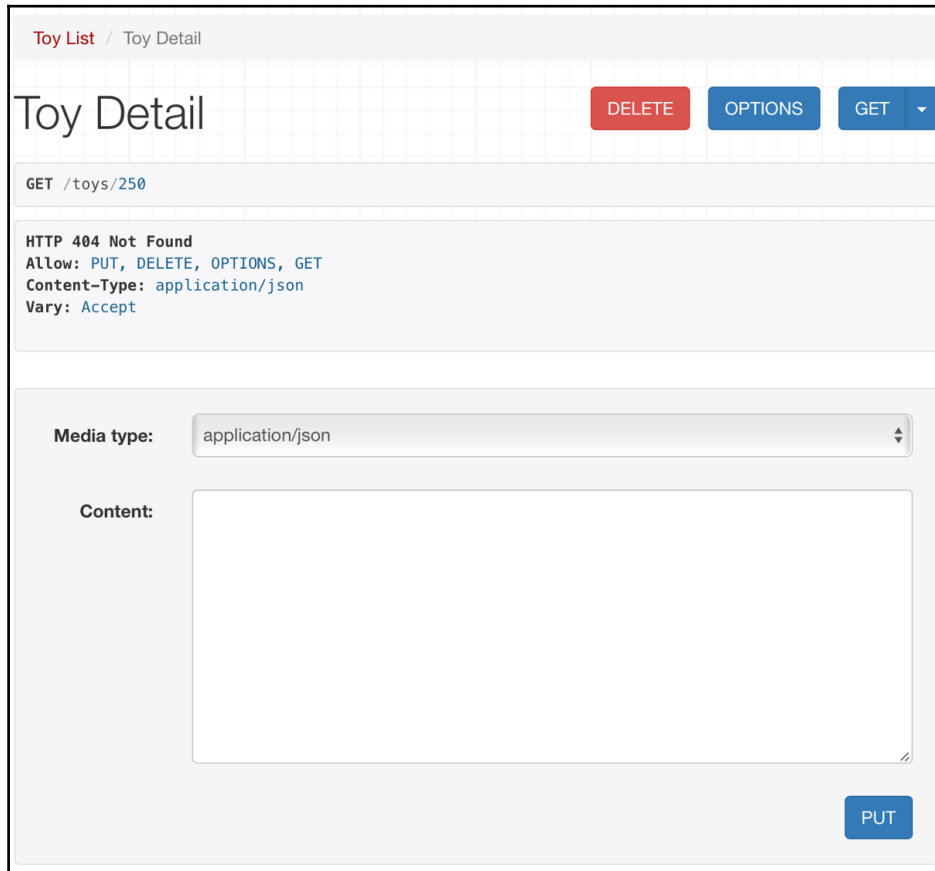 Toy List / Toy Detail
Toy Detail
DELETE OPTIONS GET
GET /toys/250
HTTP 404 Not Found
Allow: PUT, DELETE, OPTIONS, GET
Content-Type: application/json
Vary: Accept
Media type: application/json
Content:
PUT